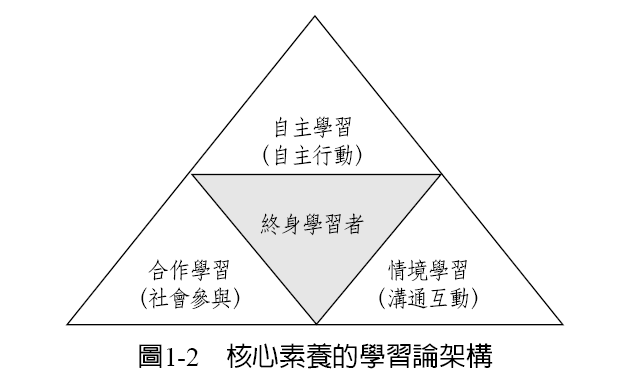 自主學習
(自主行動)
終身學習者
合作學習
(社會參與)
情境學習
(溝通互動)
圖1-2 核心素養的學習論架構